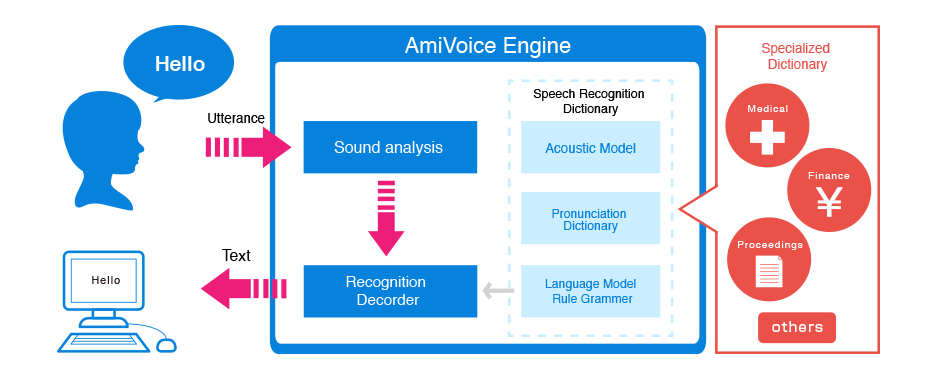 AmiVoice Engine
Hello
Utterance
Sound analysis
Speech Recognition
Dictionary
Acoustic Model
Pronunciation
Dictionary
Language Model
Rule Grammer
Recognition
Decorder
Text
Hello
Specialized
Dictionary
Medical
Finance
¥
Proceedings
others